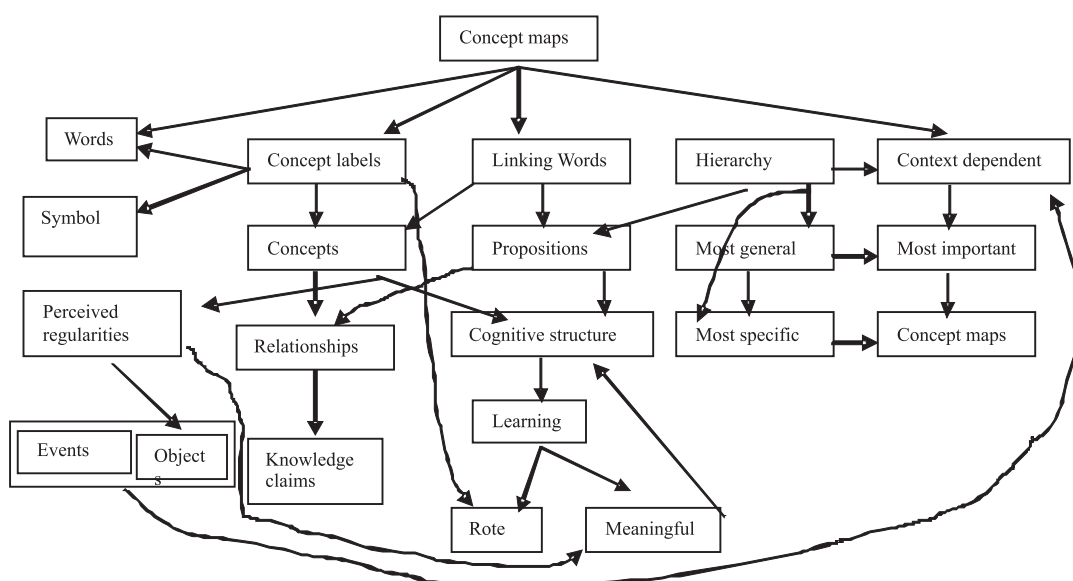 Concept maps
Words
Concept labels
Linking Words
Hierarchy
Context dependent
Symbol
Concepts
Propositions
Most general
Most important
Perceived
regularities
Relationships
Cognitive structure
Most specific
Concept maps
Learning
Events
Object
s
Knowledge
claims
Rote
Meaningful